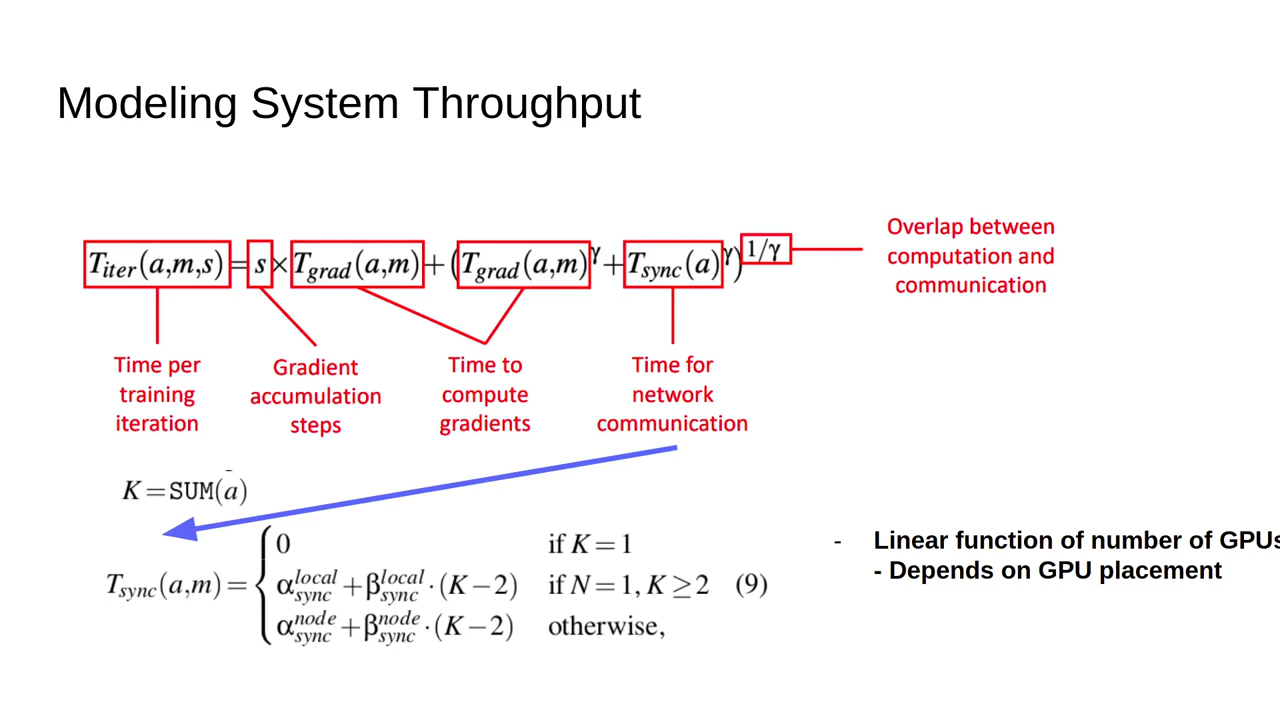 Modeling System Throughput
T_iter(a,m,s) = s × T_grad(a,m) + (T_grad(a,m)^γ + T_sync(a)^γ)^1/γ
Overlap between
computation and
communication
Time per
training
iteration
Gradient
accumulation
steps
Time to
compute
gradients
Time for
network
communication
K = SUM(a)
T_sync(a,m) = {
0 if K = 1
α_sync^local + β_sync^local · (K − 2) if N = 1, K ≥ 2 (9)
α_sync^node + β_sync^node · (K − 2) otherwise,
- Linear function of number of GPUs
- Depends on GPU placement